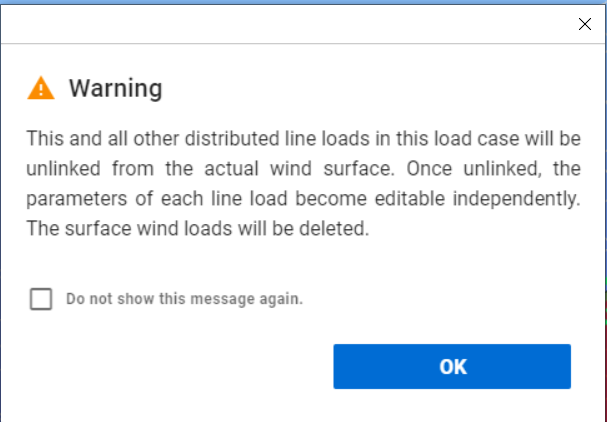 Warning
This and all other distributed line loads in this load case will be
unlinked from the actual wind surface. Once unlinked, the
parameters of each line load become editable independently.
The surface wind loads will be deleted.
Do not show this message again.
OK